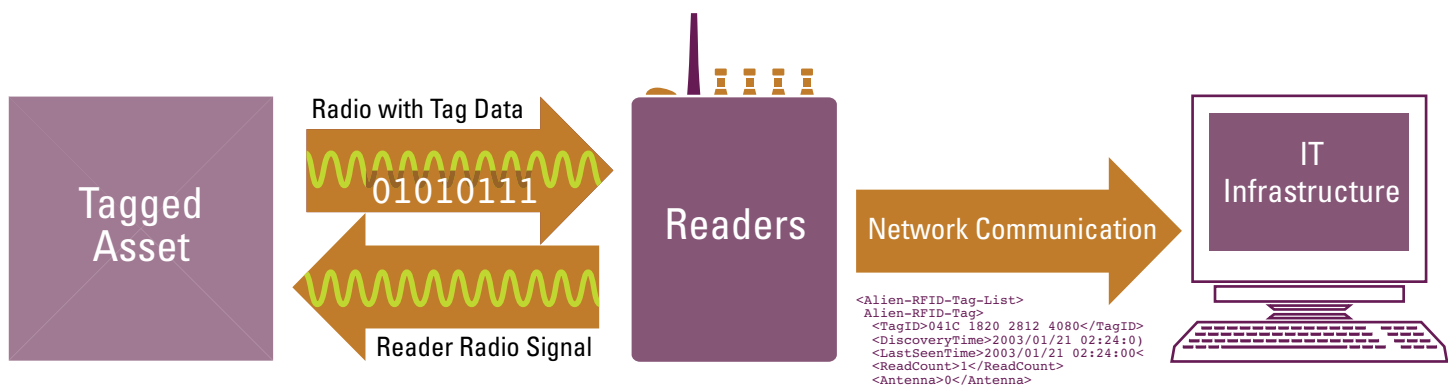 Tagged
Asset
Radio with Tag Data
01010111
Reader Radio Signal
Readers
Network Communication
<Alien-RFID-Tag-List>
Alien-RFID-Tag>
<TagID>041C 1820 2812 4080</TagID>
<DiscoveryTime>2003/01/21 02:24:0)
<LastSeenTime>2003/01/21 02:24:00<
<ReadCount>1</ReadCount>
<Antenna>0</Antenna>
IT
Infrastructure